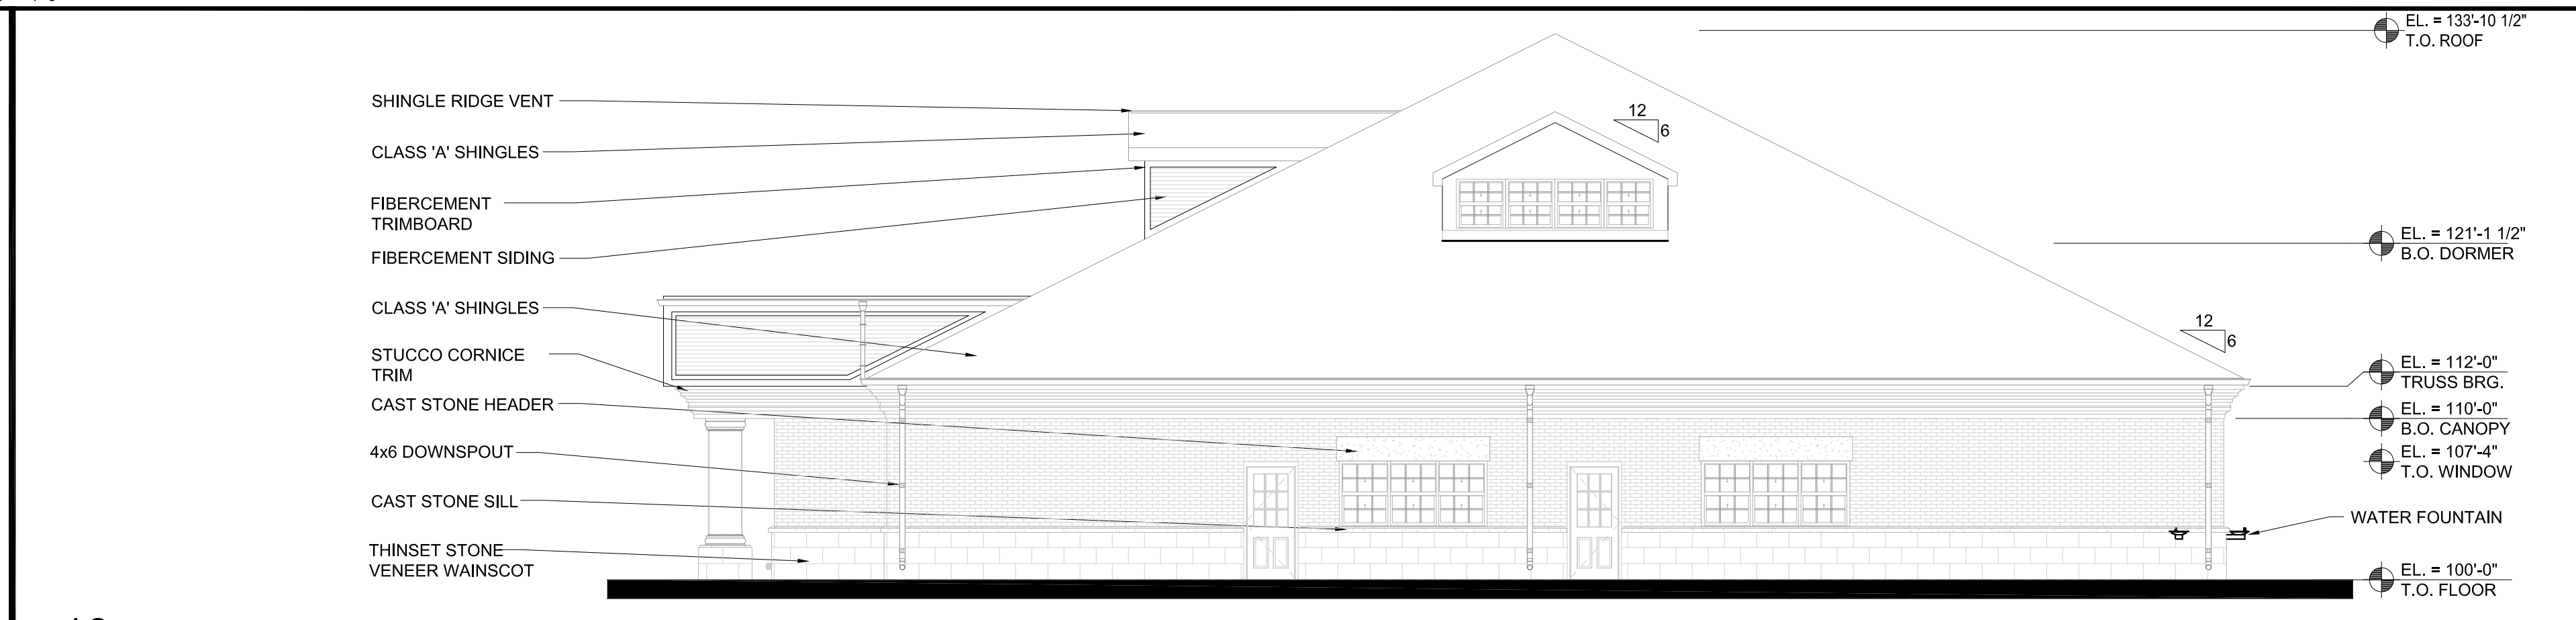 EL. = 133'-10 1/2"
T.O. ROOF
SHINGLE RIDGE VENT
12
6
CLASS 'A' SHINGLES
FIBERCEMENT
TRIMBOARD
EL. = 121'-1 1/2"
B.O. DORMER
FIBERCEMENT SIDING
CLASS 'A' SHINGLES
12
6
STUCCO CORNICE
TRIM
EL. = 112'-0"
TRUSS BRG.
CAST STONE HEADER
EL. = 110'-0"
B.O. CANOPY
4x6 DOWNSPOUT
EL. = 107'-4"
T.O. WINDOW
CAST STONE SILL
WATER FOUNTAIN
THINSET STONE
VENEER WAINSCOT
EL. = 100'-0"
T.O. FLOOR